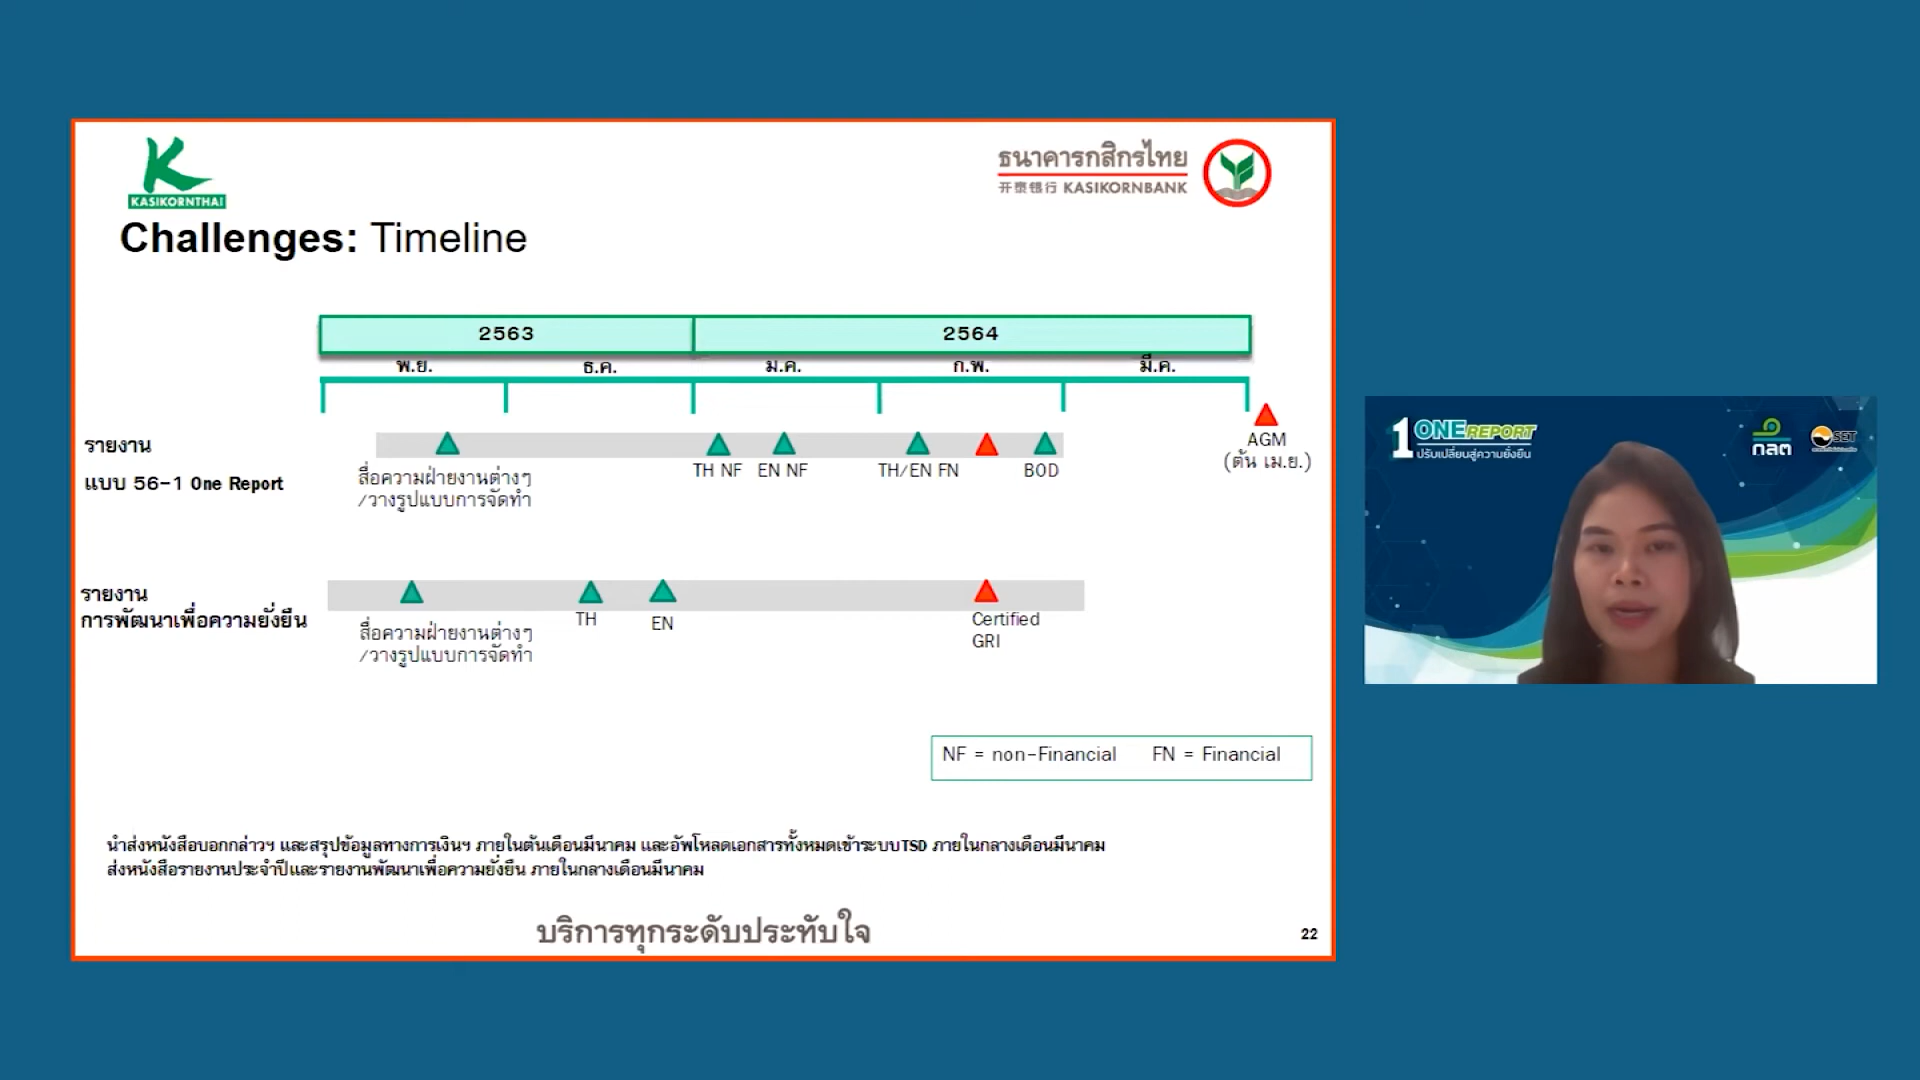 KASIKORNTHAI
ธนาคารกสิกรไทย
开泰银行 KASIKORNBANK
Challenges: Timeline
2563 2564
พ.ย. ธ.ค. ม.ค. ก.พ. มี.ค.
รายงาน
แบบ 56-1 One Report
สื่อความฝ่ายงานต่างๆ
/วางรูปแบบการจัดทำ
TH NF EN NF TH/EN FN BOD
AGM
(ต้น เม.ย.)
รายงาน
การพัฒนาเพื่อความยั่งยืน
สื่อความฝ่ายงานต่างๆ
/วางรูปแบบการจัดทำ
TH EN
Certified
GRI
NF = non-Financial FN = Financial
นำส่งหนังสือบอกกล่าวฯ และสรุปข้อมูลทางการเงินฯ ภายในต้นเดือนมีนาคม และอัพโหลดเอกสารทั้งหมดเข้าระบบTSD ภายในกลางเดือนมีนาคม
ส่งหนังสือรายงานประจำปีและรายงานพัฒนาเพื่อความยั่งยืน ภายในกลางเดือนมีนาคม
บริการทุกระดับประทับใจ
22
1 ONE REPORT
ปรับเปลี่ยนสู่ความยั่งยืน
กลต
SET